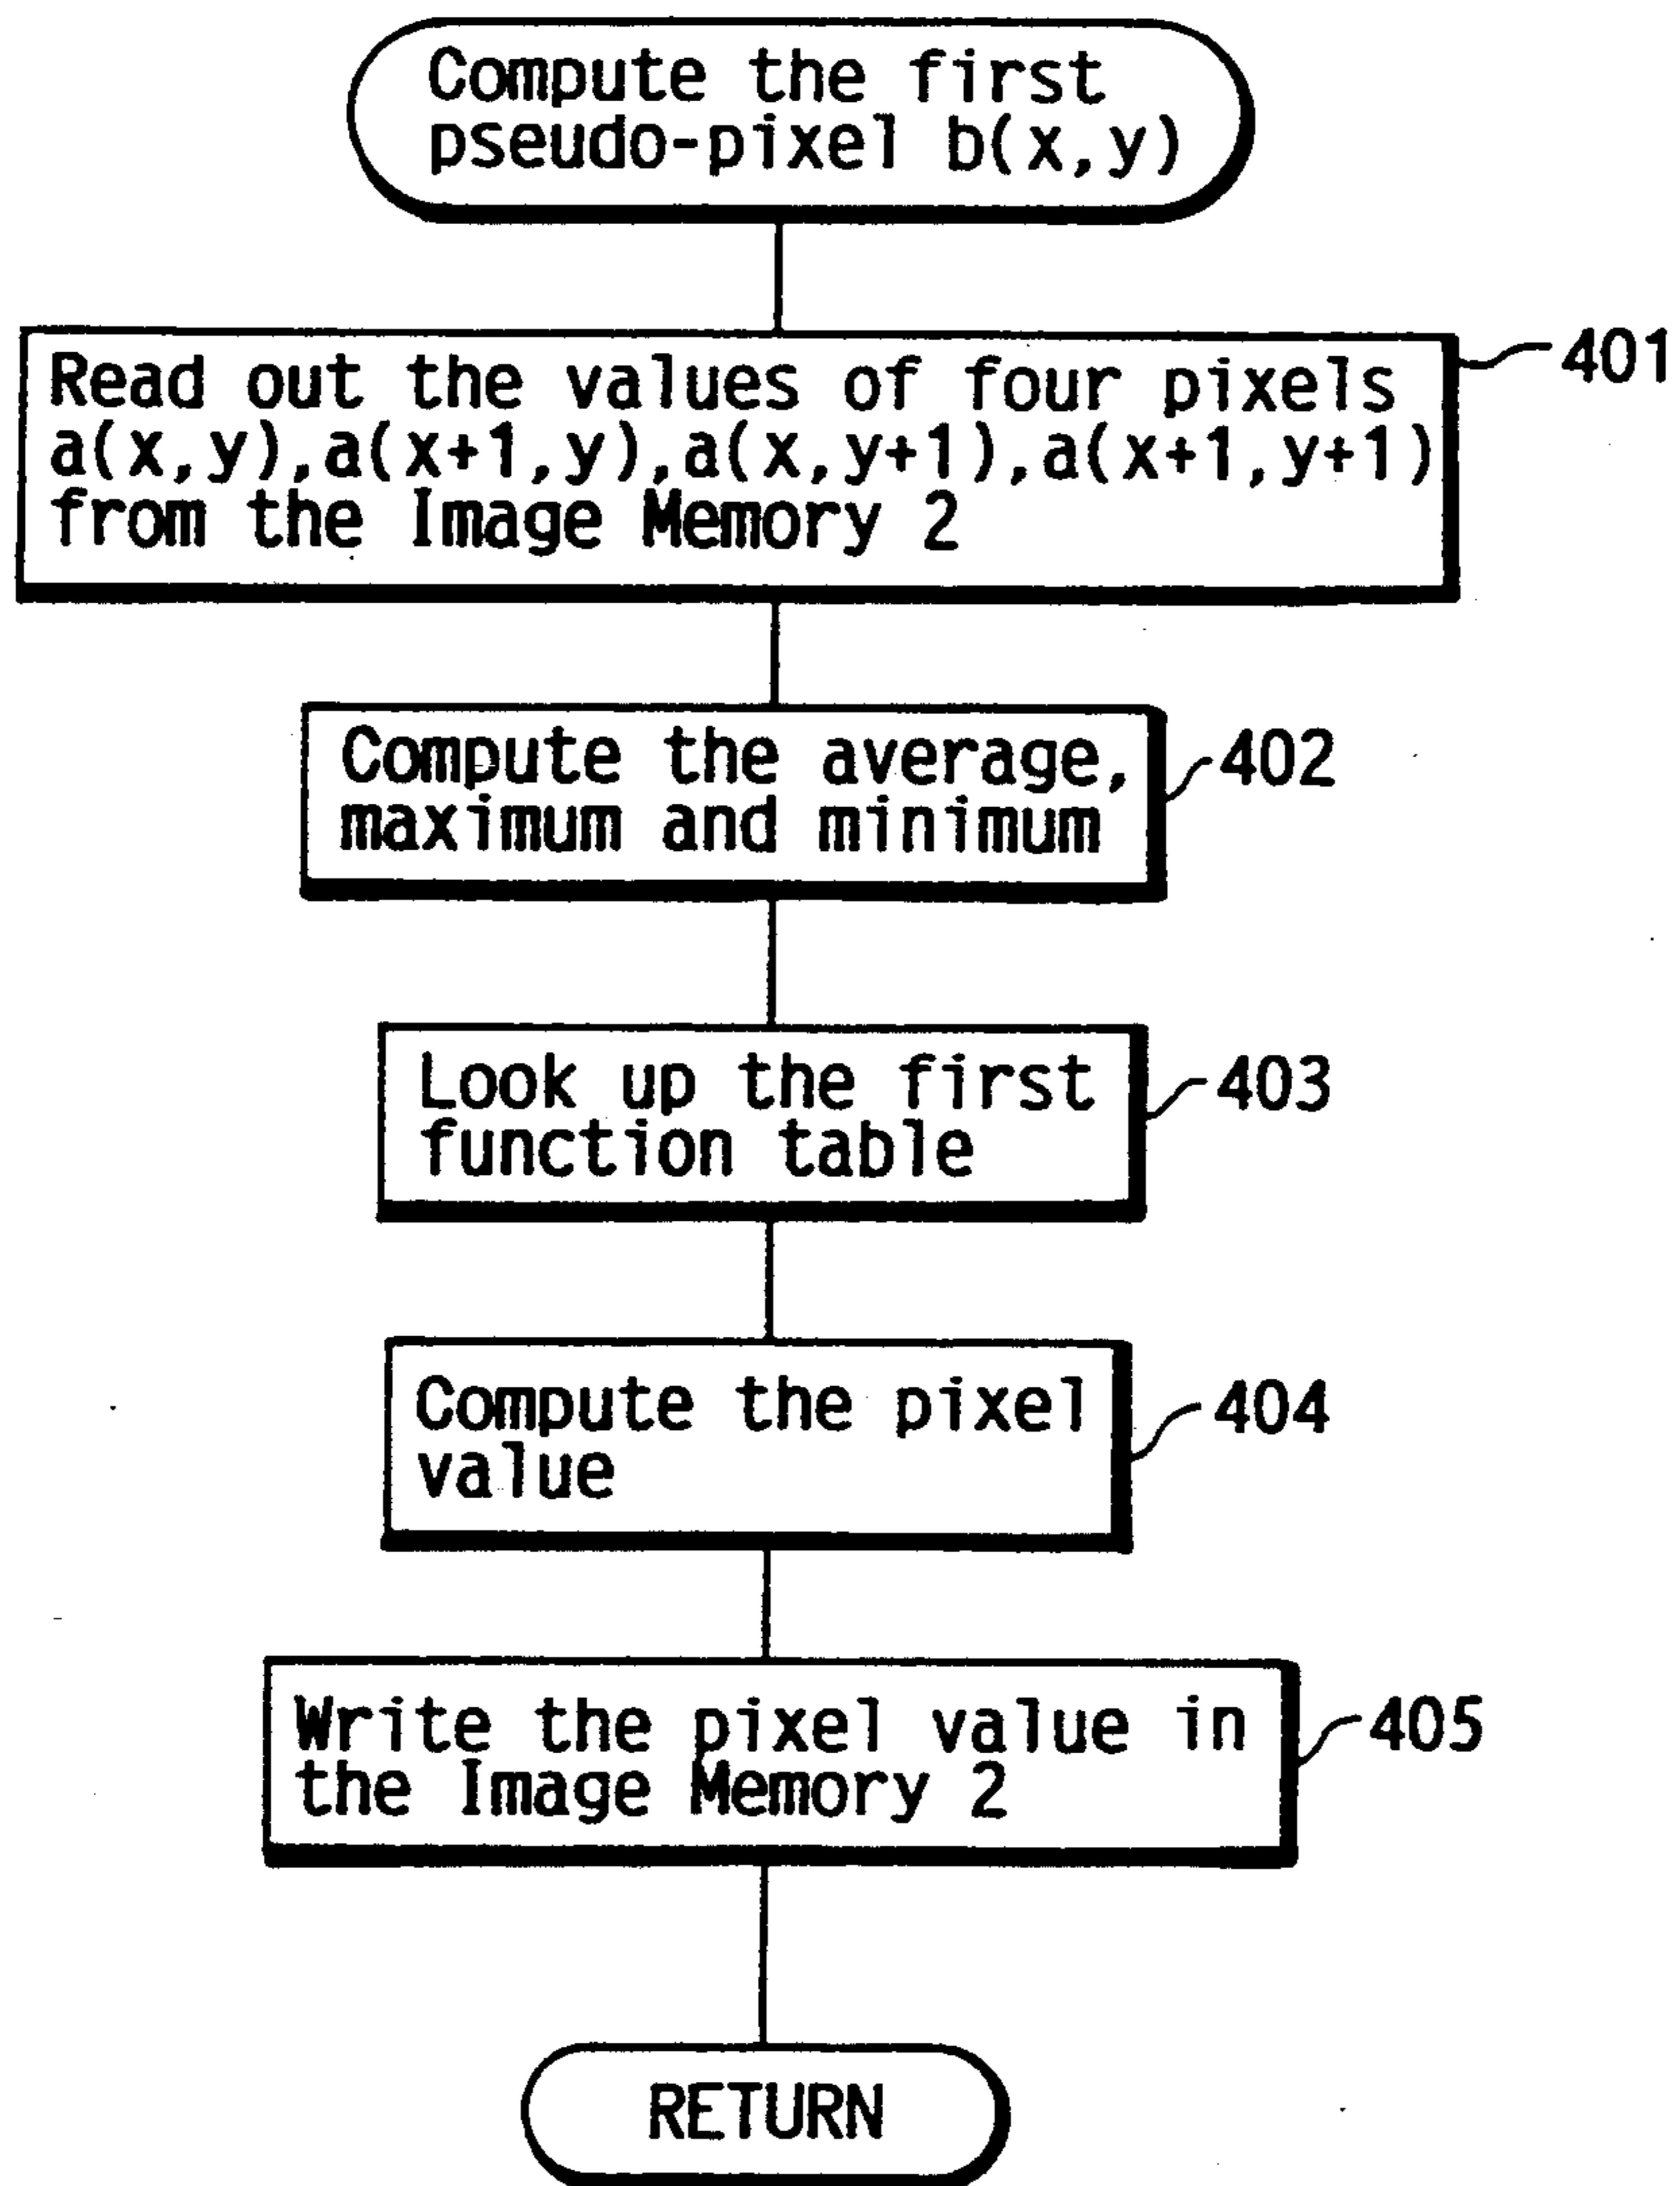 Compute the first
pseudo-pixel b(x,y)
Read out the values of four pixels
a(x,y),a(x+1,y),a(x,y+1),a(x+1,y+1)
from the Image Memory 2
401
Compute the average,
maximum and minimum
402
Look up the first
function table
403
Compute the pixel
value
404
Write the pixel value in
the Image Memory 2
405
RETURN